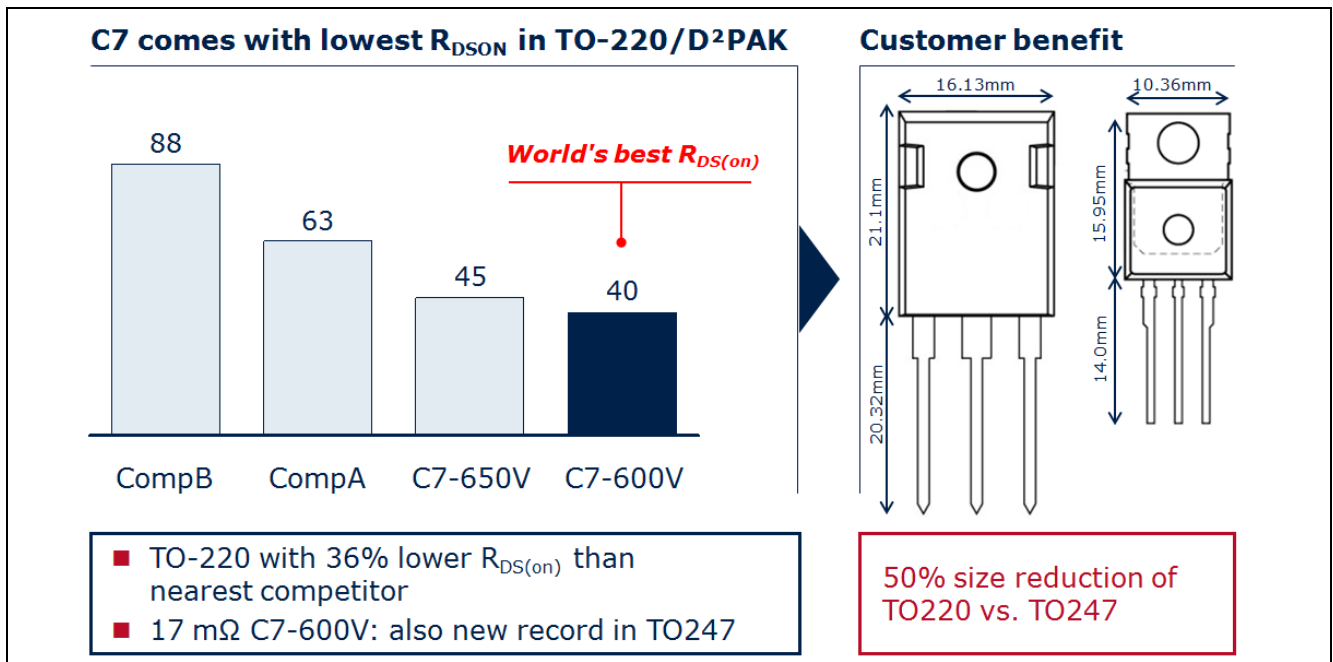 C7 comes with lowest RDSON in TO-220/D²PAK
88
63
45
40
World's best RDS(on)
CompB
CompA
C7-650V
C7-600V
■ TO-220 with 36% lower RDS(on) than
nearest competitor
■ 17 mΩ C7-600V: also new record in TO247
Customer benefit
16.13mm
10.36mm
21.1mm
15.95mm
20.32mm
14.0mm
50% size reduction of
TO220 vs. TO247